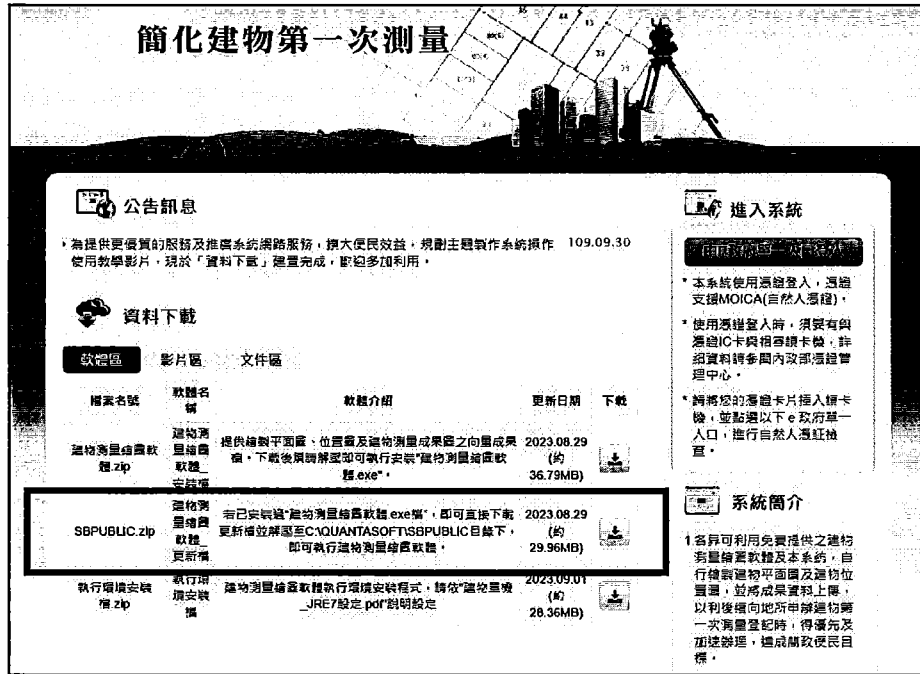 簡化建物第一次測量
公告訊息
為提供更優質的服務及推廣系統網路服務,擴大便民效益,規劃主題製作系統操作 109.09.30
使用教學影片,現於「資料下載」建置完成,歡迎多加利用。
資料下載
軟體區 影片區 文件區
檔案名號 軟體名稱 軟體介紹 更新日期 下載
建物測量繪圖軟
體.zip
建物測
量繪圖
軟體_
安裝檔
提供繪製平面圖、位置圖及建物測量成果圖之向量成果
檔。下載後須請解壓即可執行安裝"建物測量繪圖軟
體.exe"。
2023.08.29
(約
36.79MB)
SBPUBLIC.zip
建物測
量繪圖
軟體_
更新檔
若已安裝過"建物測量繪圖軟體.exe檔",即可直接下載
更新檔並解壓至C:\QUANTASOFT\SBPUBLIC目錄下,
即可執行建物測量繪圖軟體。
2023.08.29
(約
29.96MB)
執行環境安裝
檔.zip
執行環
境安裝
檔
建物測量繪圖軟體執行環境安裝程式,請依"建物單機
_JRE7設定.pdf"說明設定
2023.09.01
(約
28.36MB)
進入系統
* 本系統使用憑證登入,憑證
支援MOICA(自然人憑證)。
* 使用憑證登入時,須要有與
憑證IC卡與相容讀卡機,詳
細資料請參閱內政部憑證管
理中心。
* 請將您的憑證卡片插入讀卡
機,並點選以下e政府單一
入口,進行自然人憑証檢
查。
系統簡介
1.各界可利用免費提供之建物
測量繪圖軟體及本系統,自
行繪製建物平面圖及建物位
置圖,並將成果資料上傳,
以利後續向地所申辦建物第
一次測量登記時,得優先及
加速辦理,達成簡政便民目
標。